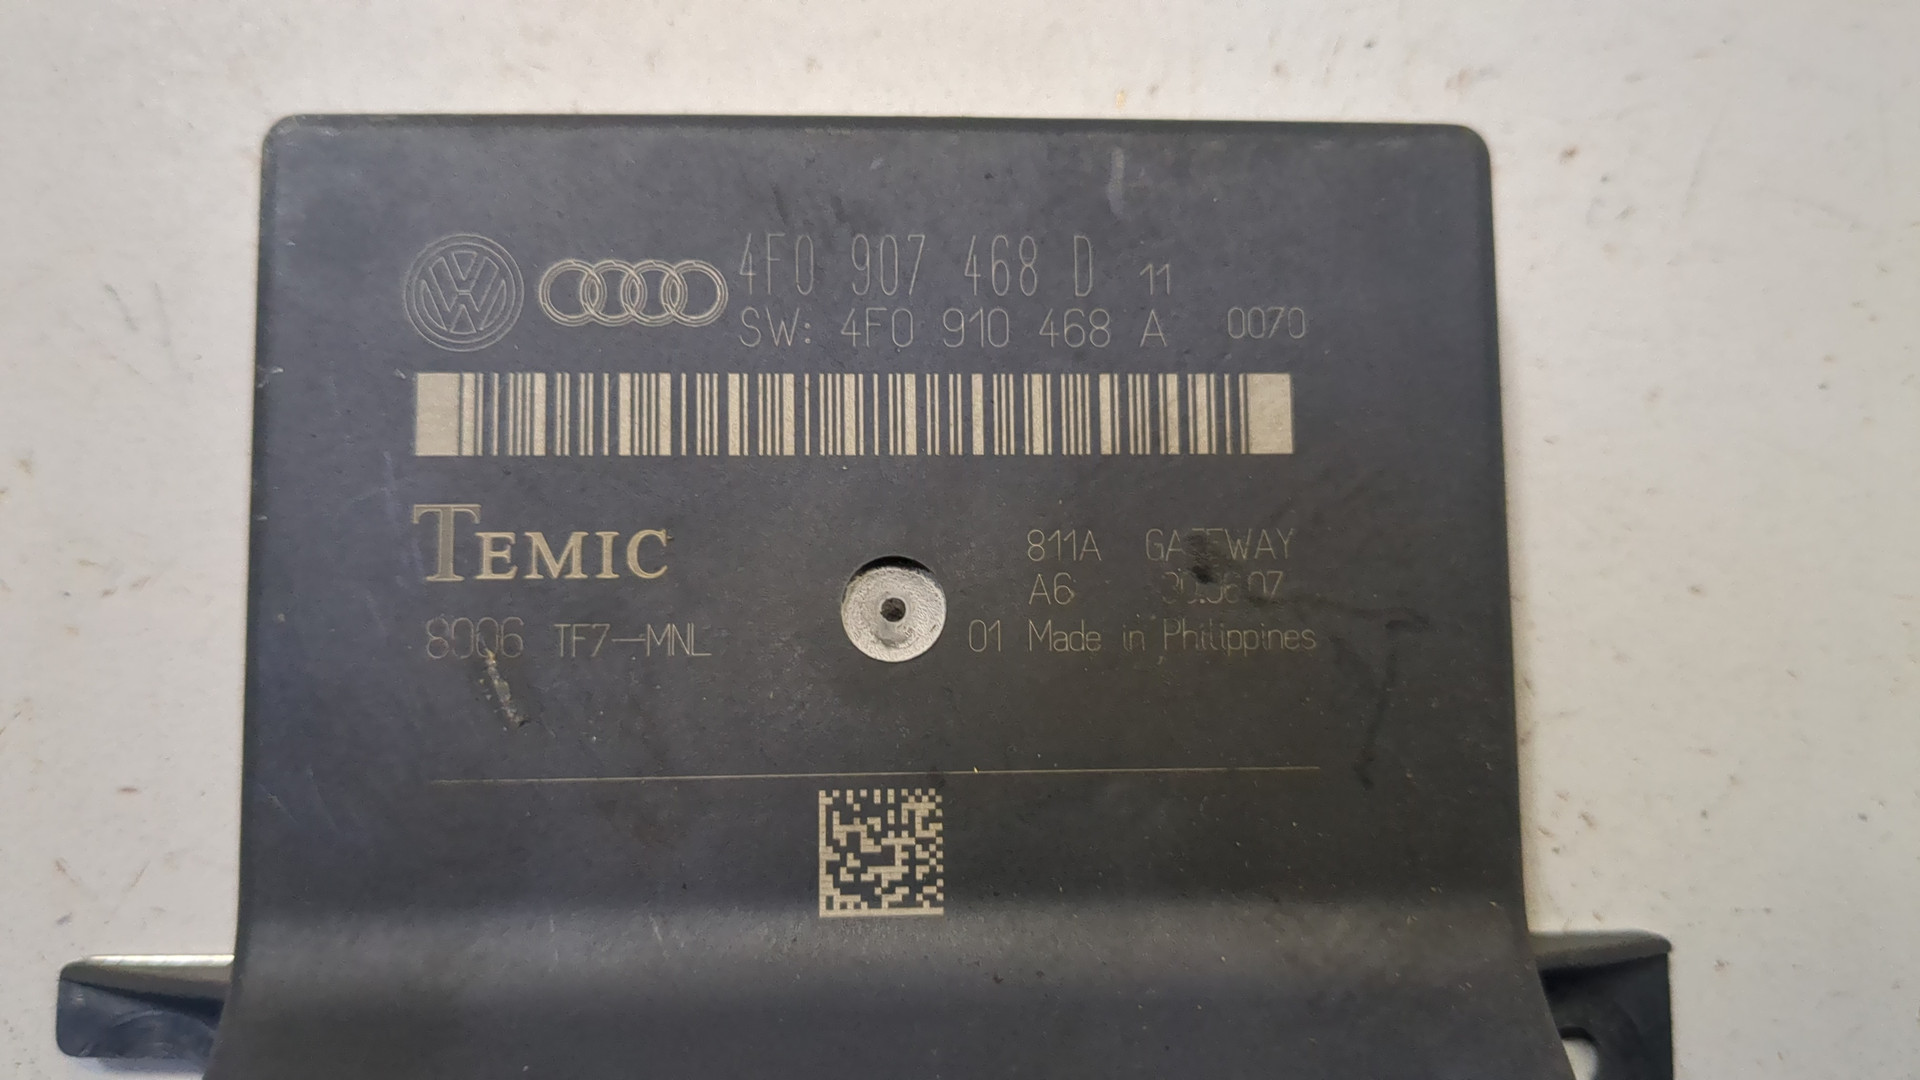 4F0 907 468 D 11
SW: 4F0 910 468 A 0070
TEMIC
811A GATEWAY
A6
8006 TF7-MNL
01 Made in Philippines